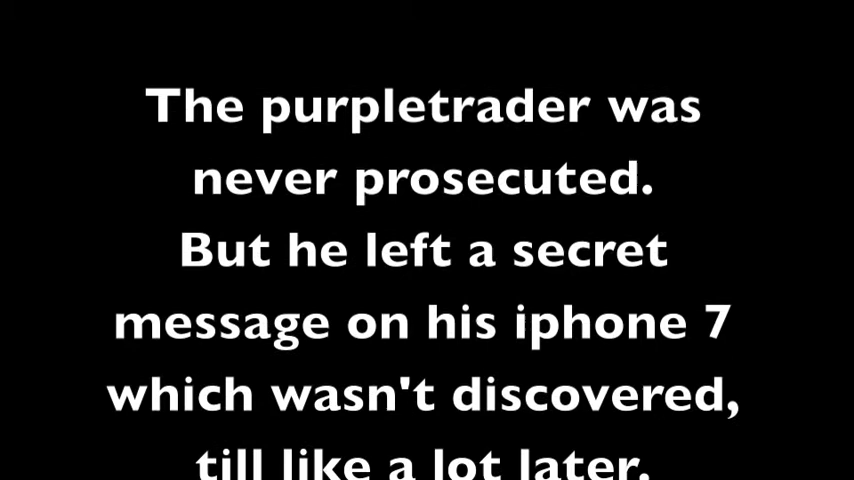 The purpletrader was
never prosecuted.
But he left a secret
message on his iphone 7
which wasn't discovered,
till like a lot later.